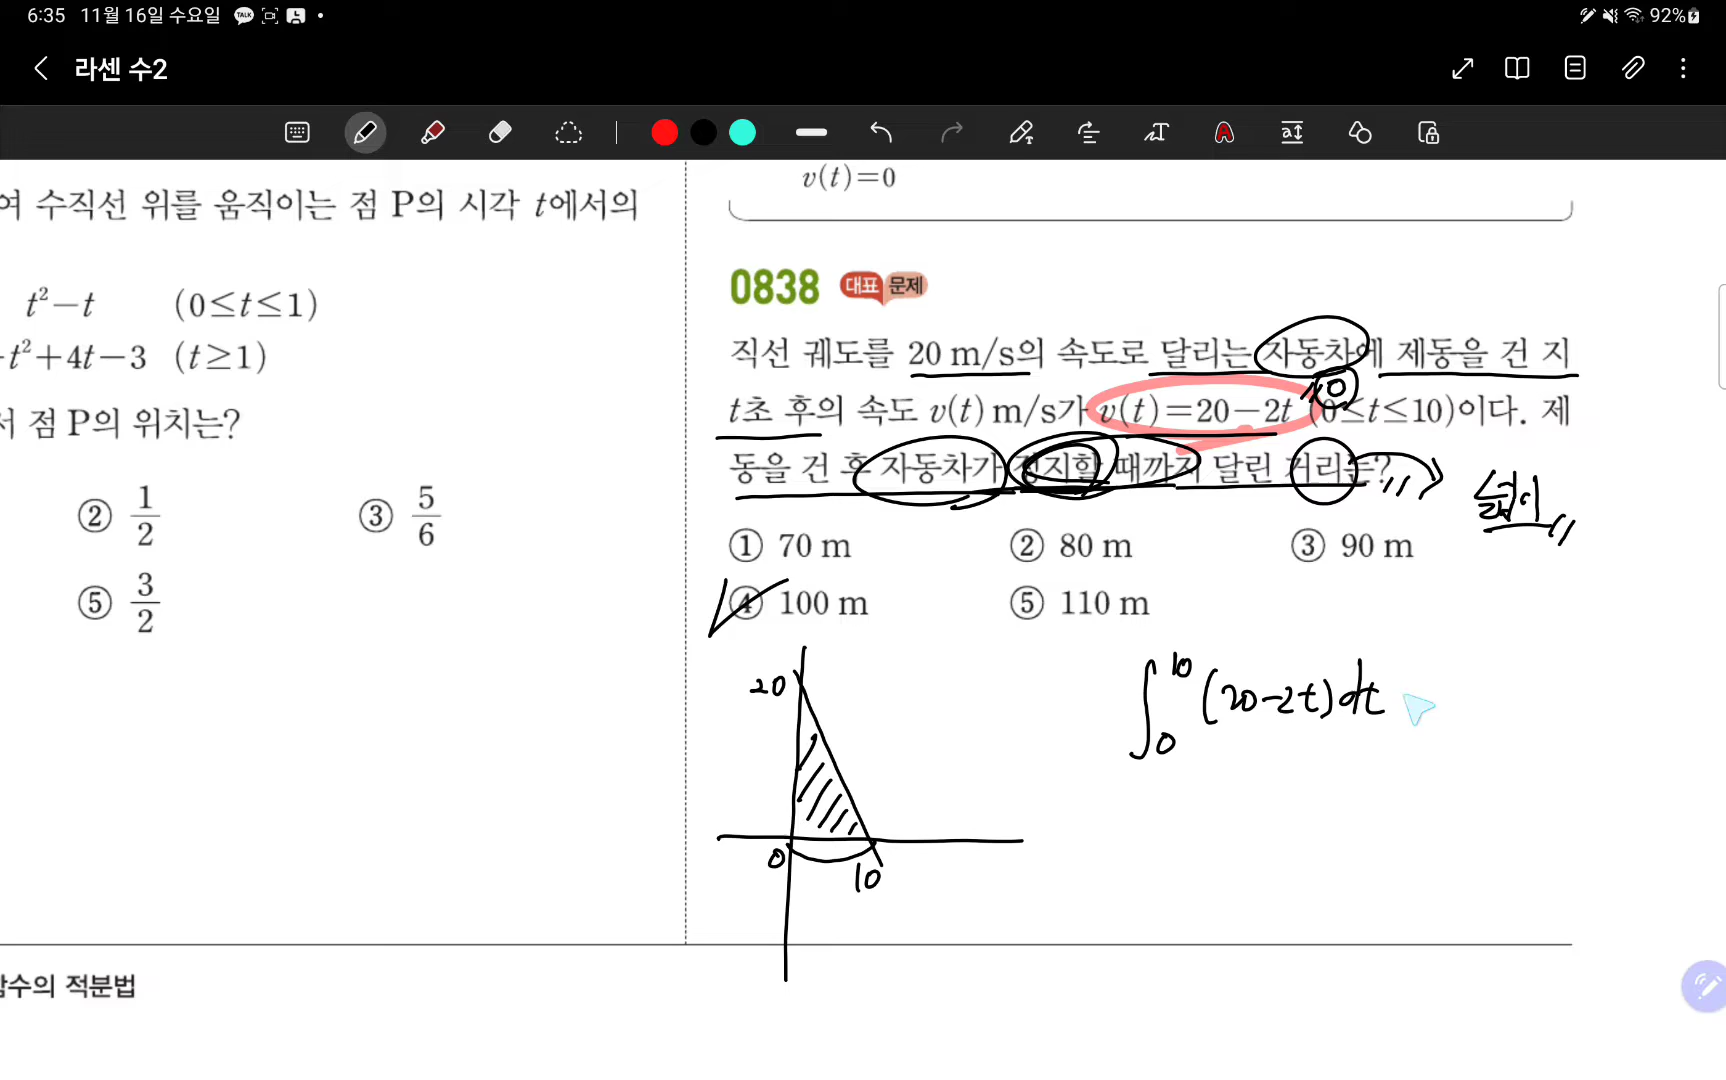 6:35 11월 16일 수요일 TALK
92%
라센 수2
여 수직선 위를 움직이는 점 P의 시각 t에서의
t²−t (0≤t≤1)
-t²+4t−3 (t≥1)
서 점 P의 위치는?
② 1/2 ③ 5/6
⑤ 3/2
함수의 적분법
v(t)=0
0838 대표 문제
직선 궤도를 20 m/s의 속도로 달리는 자동차에 제동을 건 지
t초 후의 속도 v(t) m/s가 v(t)=20−2t (0≤t≤10)이다. 제
동을 건 후 자동차가 정지할 때까지 달린 거리는?
0
넓이
① 70 m ② 80 m ③ 90 m
④ 100 m ⑤ 110 m
20
0
10
∫₀¹⁰ (20-2t)dt